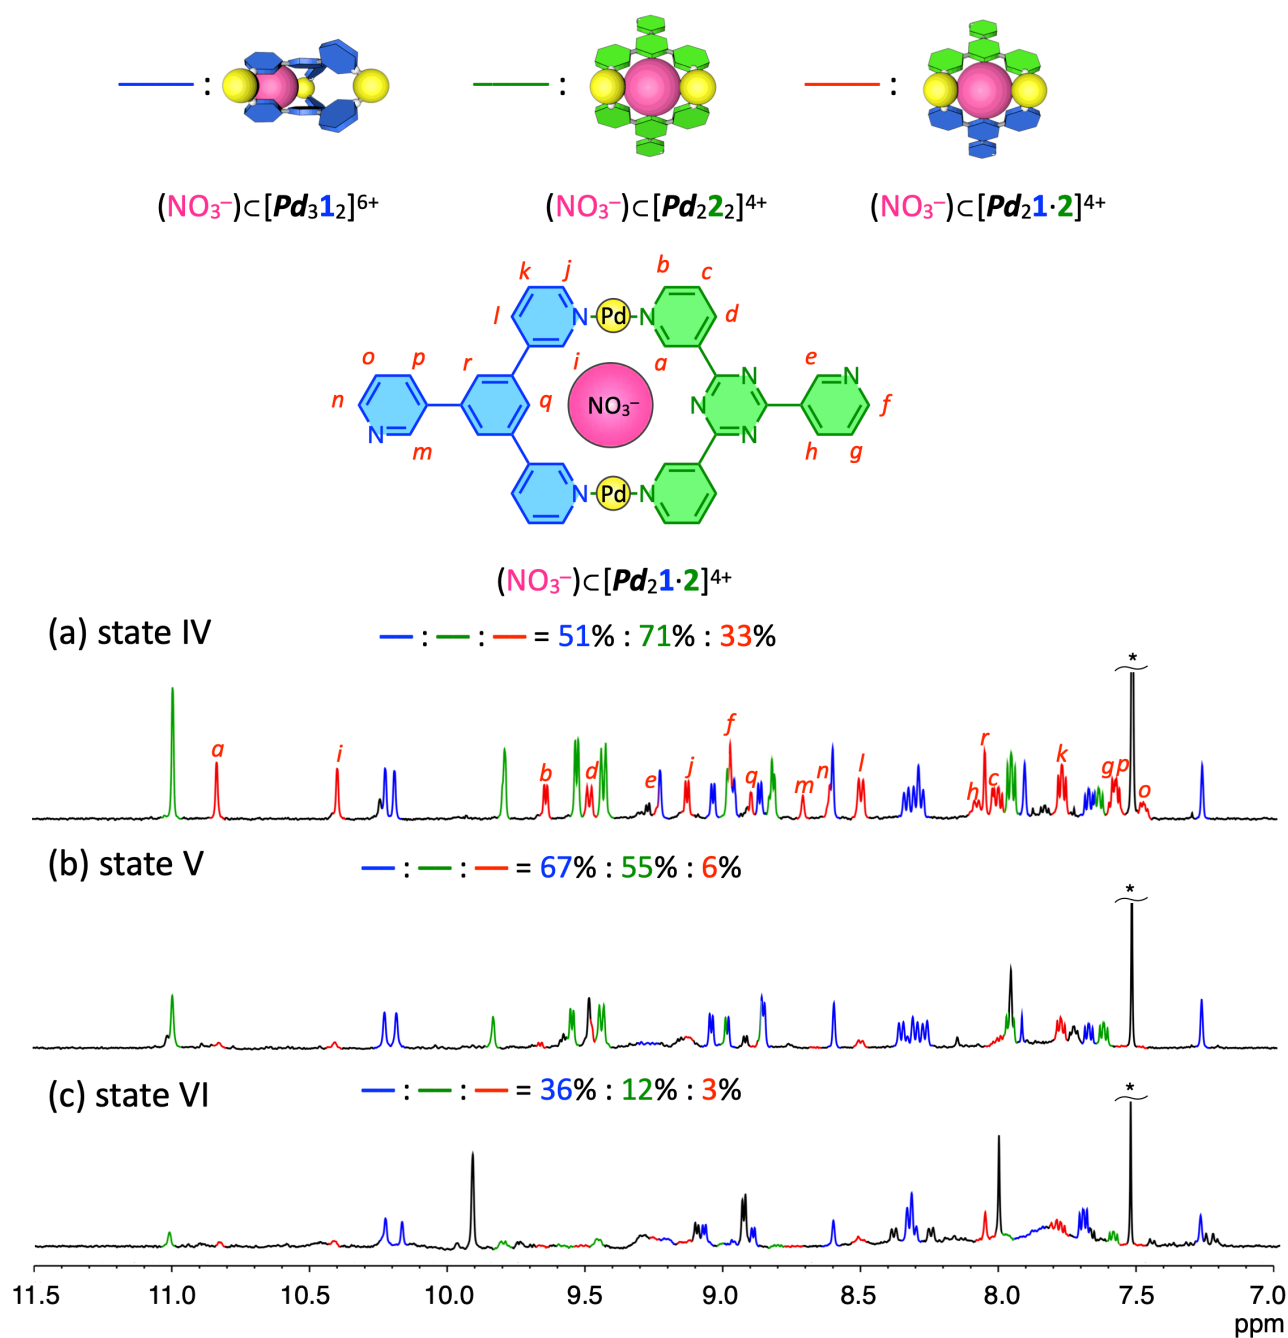 : : :
(NO₃⁻)⊂[Pd₃1₂]⁶⁺ (NO₃⁻)⊂[Pd₂2₂]⁴⁺ (NO₃⁻)⊂[Pd₂1·2]⁴⁺
k j b c
l N Pd N d
o p r i a e N
n q NO₃⁻ N N N f
N m h g
N Pd N
(NO₃⁻)⊂[Pd₂1·2]⁴⁺
(a) state IV : : = 51% : 71% : 33%
*
a i b d e j f q m n l h r c k g p o
(b) state V : : = 67% : 55% : 6%
*
(c) state VI : : = 36% : 12% : 3%
*
11.5 11.0 10.5 10.0 9.5 9.0 8.5 8.0 7.5 7.0
ppm